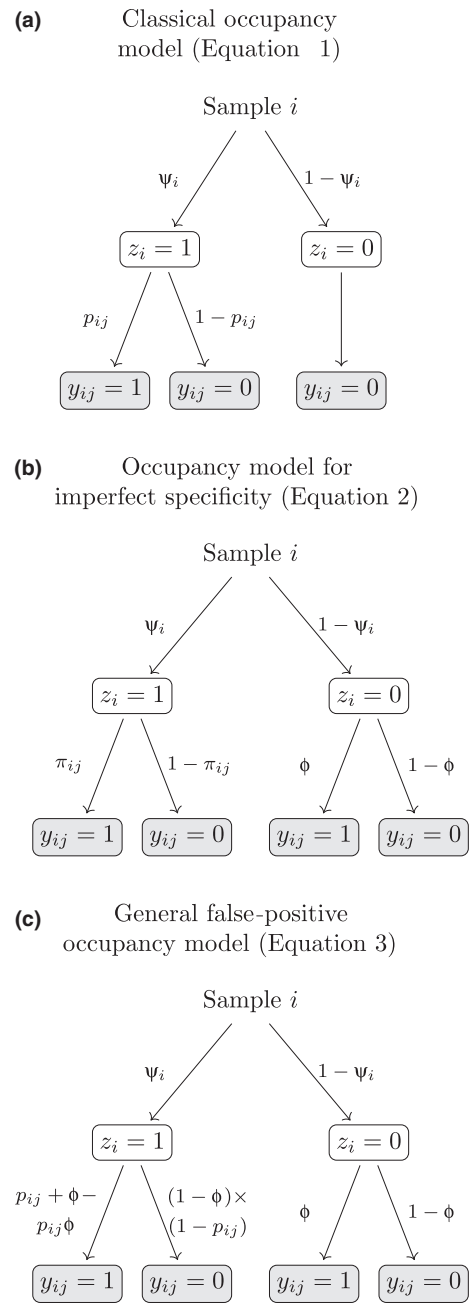 (a) Classical occupancy
model (Equation 1)
Sample i
ψi 1 − ψi
zi = 1 zi = 0
pij 1 − pij
yij = 1 yij = 0 yij = 0
(b) Occupancy model for
imperfect specificity (Equation 2)
Sample i
ψi 1 − ψi
zi = 1 zi = 0
πij 1 − πij ϕ 1 − ϕ
yij = 1 yij = 0 yij = 1 yij = 0
(c) General false-positive
occupancy model (Equation 3)
Sample i
ψi 1 − ψi
zi = 1 zi = 0
pij + ϕ − (1 − ϕ)×
pijϕ (1 − pij) ϕ 1 − ϕ
yij = 1 yij = 0 yij = 1 yij = 0